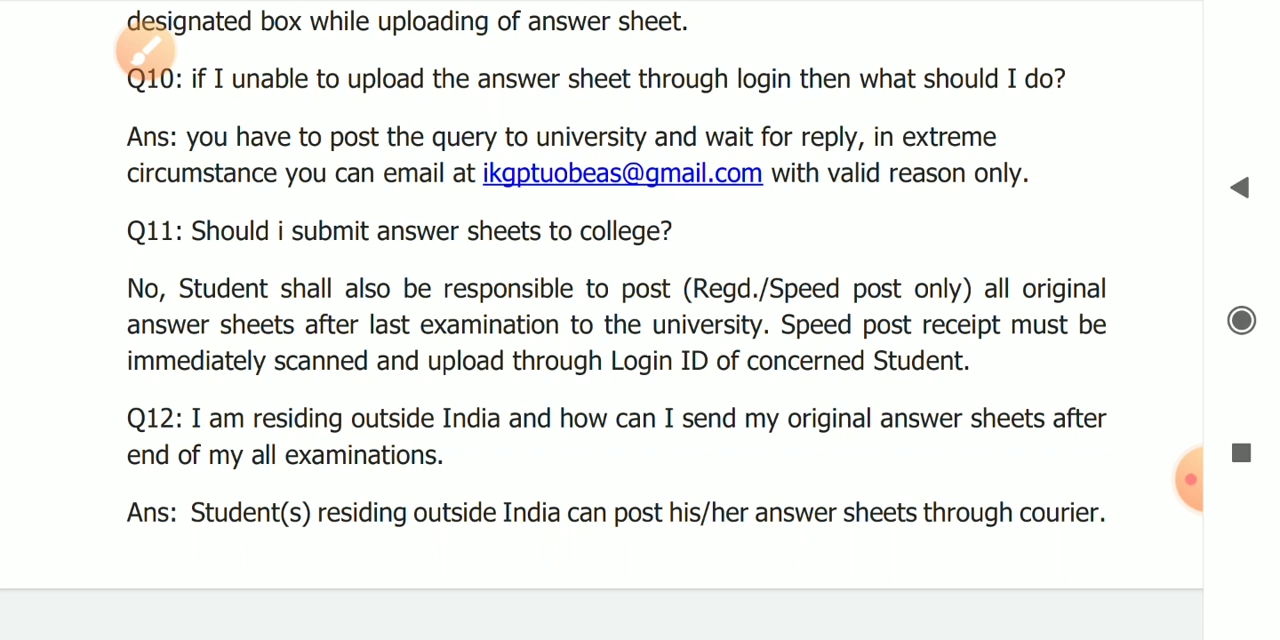 designated box while uploading of answer sheet.
Q10: if I unable to upload the answer sheet through login then what should I do?
Ans: you have to post the query to university and wait for reply, in extreme
circumstance you can email at ikgptuobeas@gmail.com with valid reason only.
Q11: Should i submit answer sheets to college?
No, Student shall also be responsible to post (Regd./Speed post only) all original
answer sheets after last examination to the university. Speed post receipt must be
immediately scanned and upload through Login ID of concerned Student.
Q12: I am residing outside India and how can I send my original answer sheets after
end of my all examinations.
Ans: Student(s) residing outside India can post his/her answer sheets through courier.